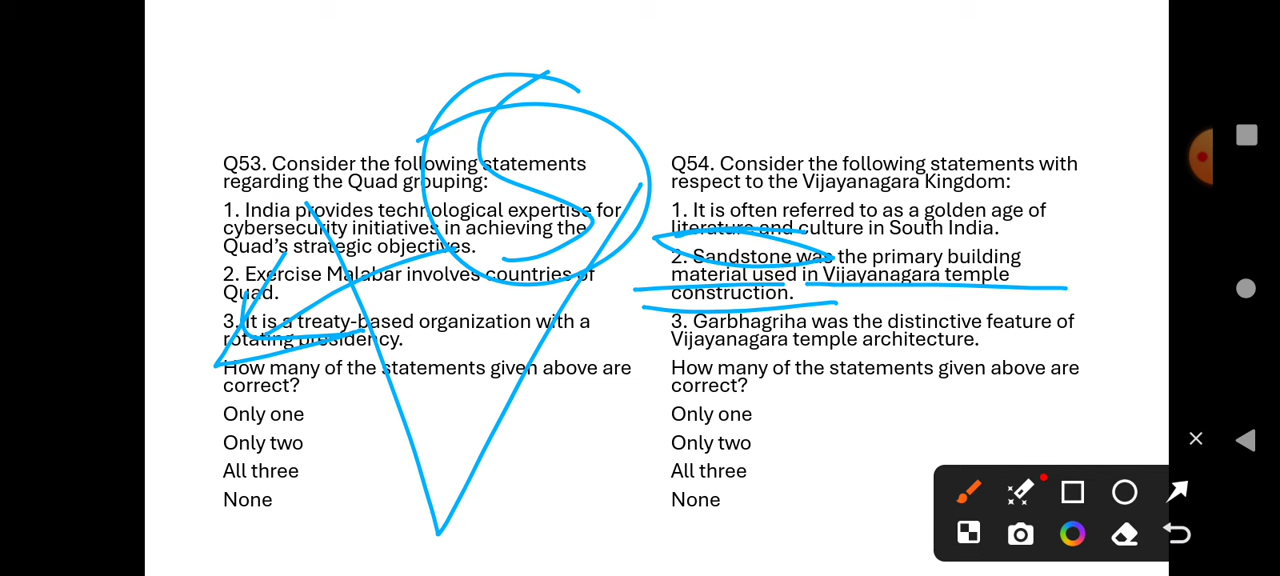 Q53. Consider the following statements
regarding the Quad grouping:
1. India provides technological expertise for
cybersecurity initiatives in achieving the
Quad’s strategic objectives.
2. Exercise Malabar involves countries of
Quad.
3. It is a treaty-based organization with a
rotating presidency.
How many of the statements given above are
correct?
Only one
Only two
All three
None
Q54. Consider the following statements with
respect to the Vijayanagara Kingdom:
1. It is often referred to as a golden age of
literature and culture in South India.
2. Sandstone was the primary building
material used in Vijayanagara temple
construction.
3. Garbhagriha was the distinctive feature of
Vijayanagara temple architecture.
How many of the statements given above are
correct?
Only one
Only two
All three
None